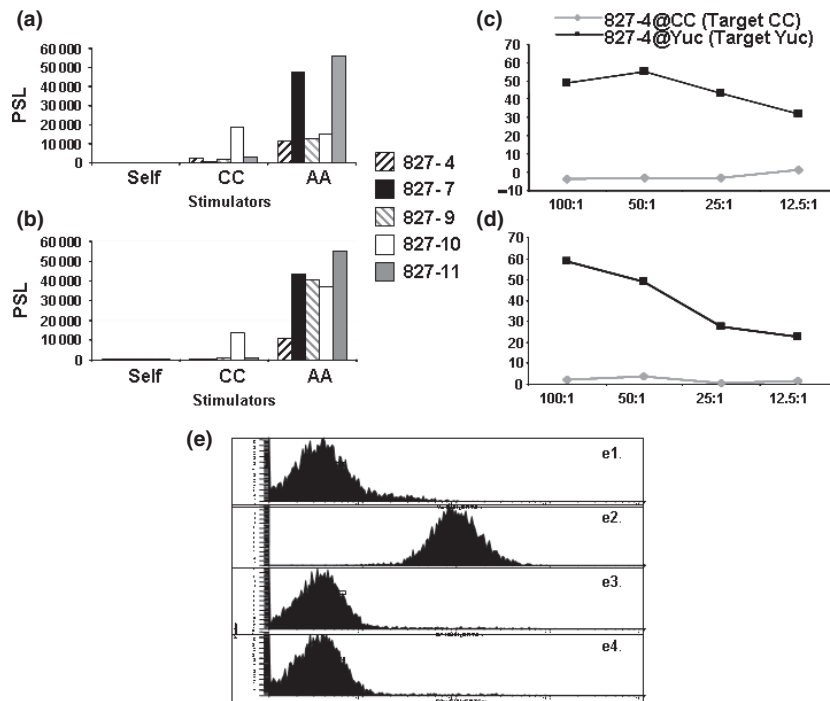 (a)
PSL
60 000
50 000
40 000
30 000
20 000
10 000
0
Self CC AA
Stimulators
(b)
PSL
60 000
50 000
40 000
30 000
20 000
10 000
0
Self CC AA
Stimulators
827-4
827-7
827-9
827-10
827-11
(c)
827-4@CC (Target CC)
827-4@Yuc (Target Yuc)
70
60
50
40
30
20
10
0
–10
100:1 50:1 25:1 12.5:1
(d)
70
60
50
40
30
20
10
0
100:1 50:1 25:1 12.5:1
(e)
e1.
e2.
e3.
e4.